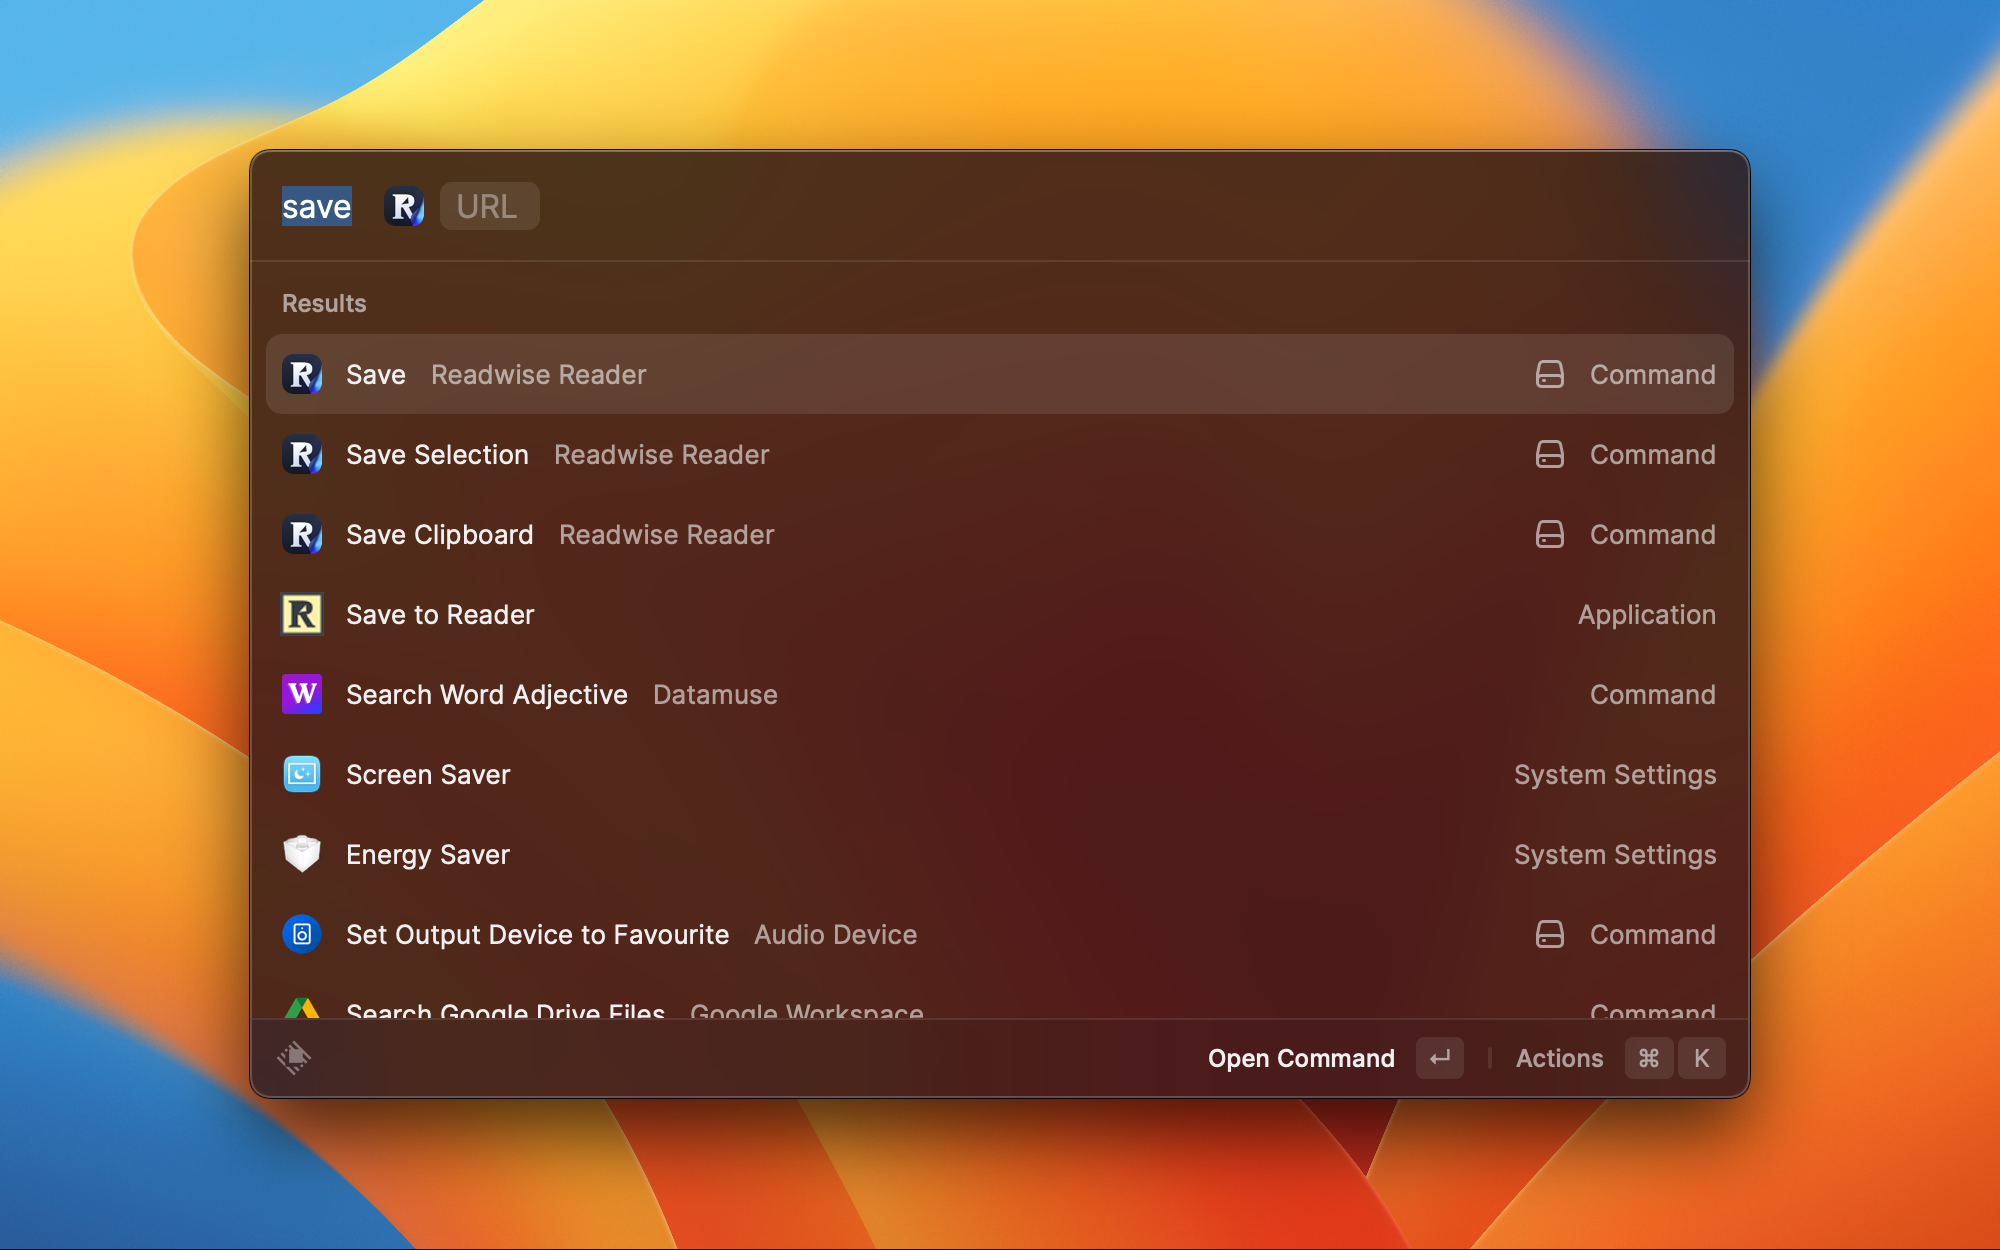 save URL
Results
Save Readwise Reader Command
Save Selection Readwise Reader Command
Save Clipboard Readwise Reader Command
Save to Reader Application
Search Word Adjective Datamuse Command
Screen Saver System Settings
Energy Saver System Settings
Set Output Device to Favourite Audio Device Command
Search Google Drive Files Google Workspace Command
Open Command ↵ Actions ⌘ K